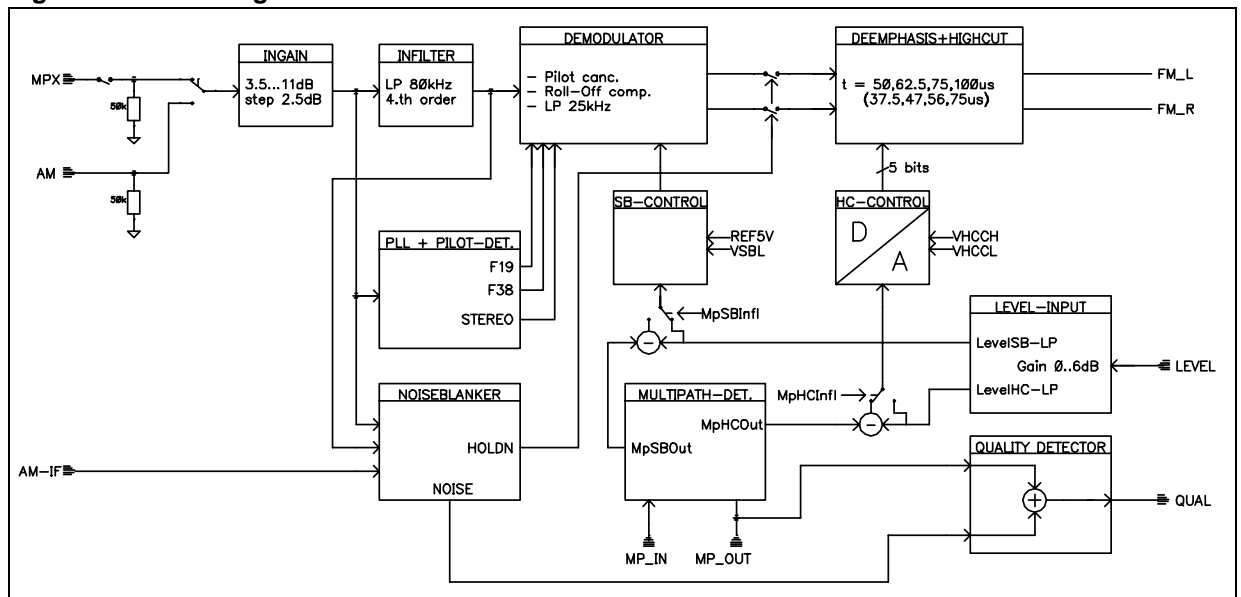 INGAIN
3.5...11dB
step 2.5dB
INFILTER
LP 80kHz
4.th order
DEMODULATOR
- Pilot canc.
- Roll-Off comp.
- LP 25kHz
DEEMPHASIS+HIGHCUT
t = 50,62.5,75,100us
(37.5,47,56,75us)
MPX
50k
AM
50k
FM_L
FM_R
5 bits
SB-CONTROL
REF5V
VSBL
HC-CONTROL
D
A
VHCCH
VHCCL
PLL + PILOT-DET.
F19
F38
STEREO
MpSBInfl
-
LEVEL-INPUT
LevelSB-LP
Gain 0..6dB
LevelHC-LP
LEVEL
NOISEBLANKER
HOLDN
NOISE
AM-IF
MULTIPATH-DET.
MpHCOut
MpSBOut
MpHCInfl
-
MP_IN
MP_OUT
QUALITY DETECTOR
+
QUAL